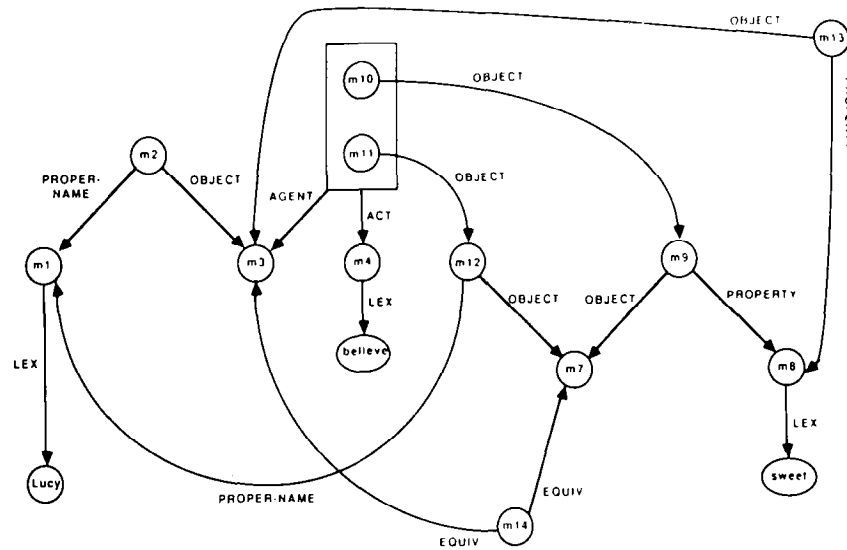 OBJECT
m13
m10
OBJECT
m11
m2
OBJECT
PROPER-
NAME
OBJECT
AGENT
ACT
m1
m3
m4
m12
m9
OBJECT
OBJECT
PROPERTY
LEX
LEX
believe
m7
m8
LEX
Lucy
PROPER-NAME
EQUIV
sweet
m14
EQUIV